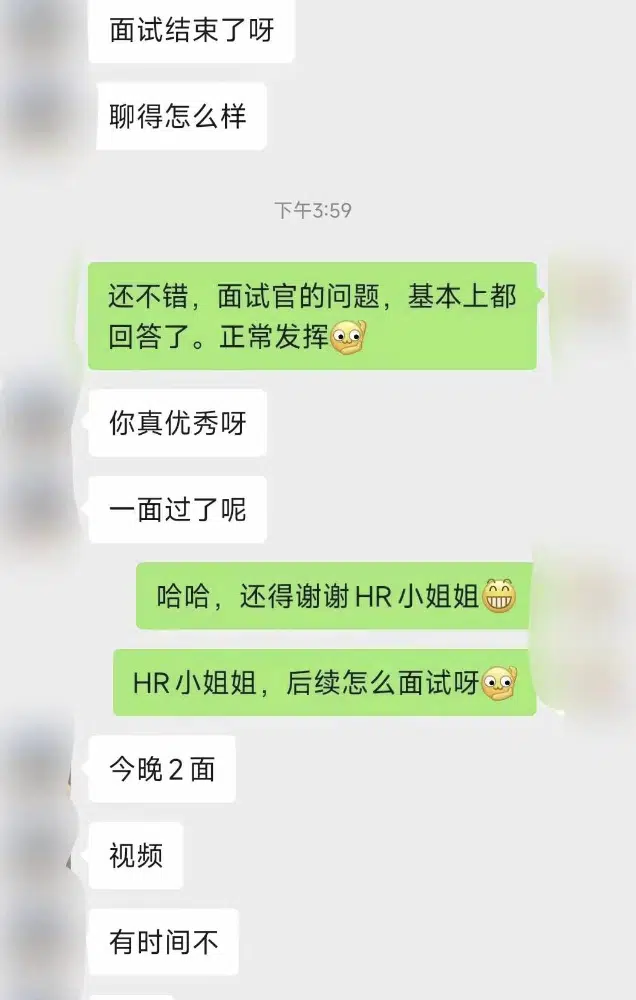 面试结束了呀
聊得怎么样
下午3:59
还不错，面试官的问题，基本上都
回答了。正常发挥
你真优秀呀
一面过了呢
哈哈，还得谢谢HR小姐姐
HR小姐姐，后续怎么面试呀
今晚2面
视频
有时间不